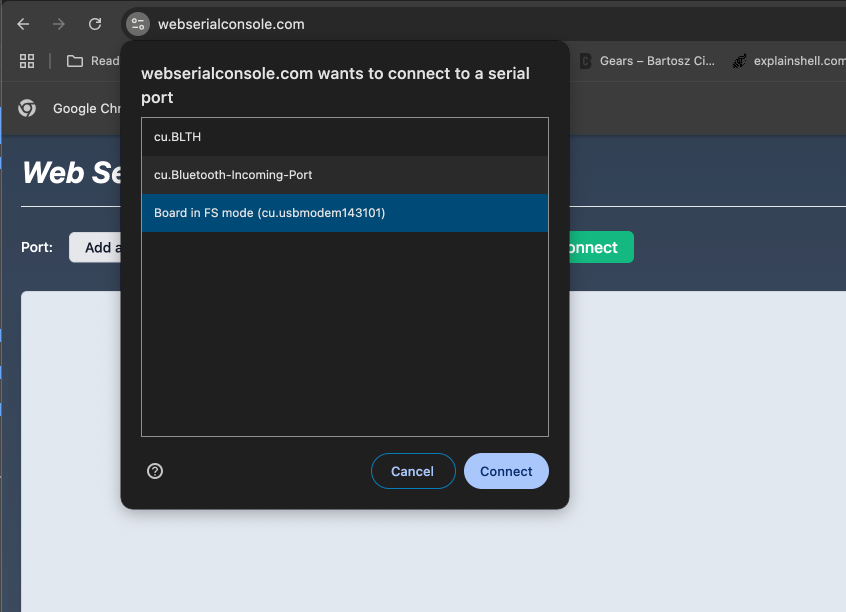 webserialconsole.com
Read
Gears – Bartosz Ci...
explainshell.com
Google Chr
webserialconsole.com wants to connect to a serial
port
cu.BLTH
cu.Bluetooth-Incoming-Port
Board in FS mode (cu.usbmodem143101)
Cancel
Connect
Web Se
Port:
Add a
onnect